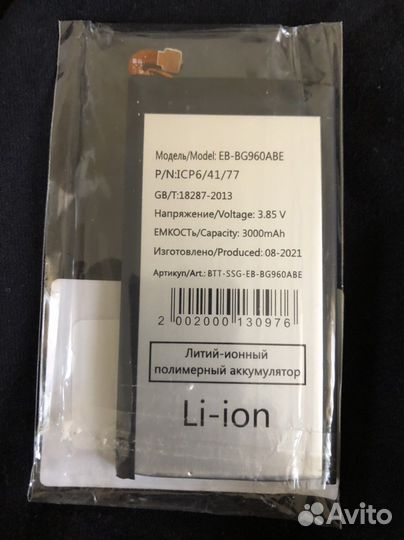 Модель/Model: EB-BG960ABE
P/N:ICP6/41/77
GB/T:18287-2013
Напряжение/Voltage: 3.85 V
ЕМКОСТь/Capacity: 3000mAh
Изготовлено/Produced: 08-2021
Артикул/Art.: BTT-SSG-EB-BG960ABE
2 002000 130976
Литий-ионный
полимерный аккумулятор
Li-ion
Avito